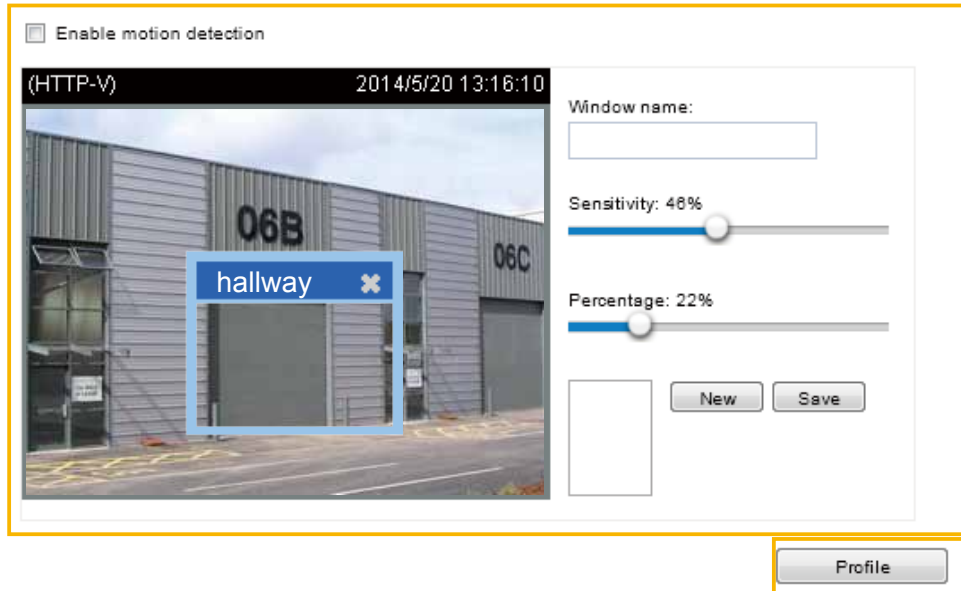 Enable motion detection
(HTTP-V) 2014/5/20 13:16:10
Window name:
06B
Sensitivity: 46%
06C
hallway
Percentage: 22%
New Save
Profile